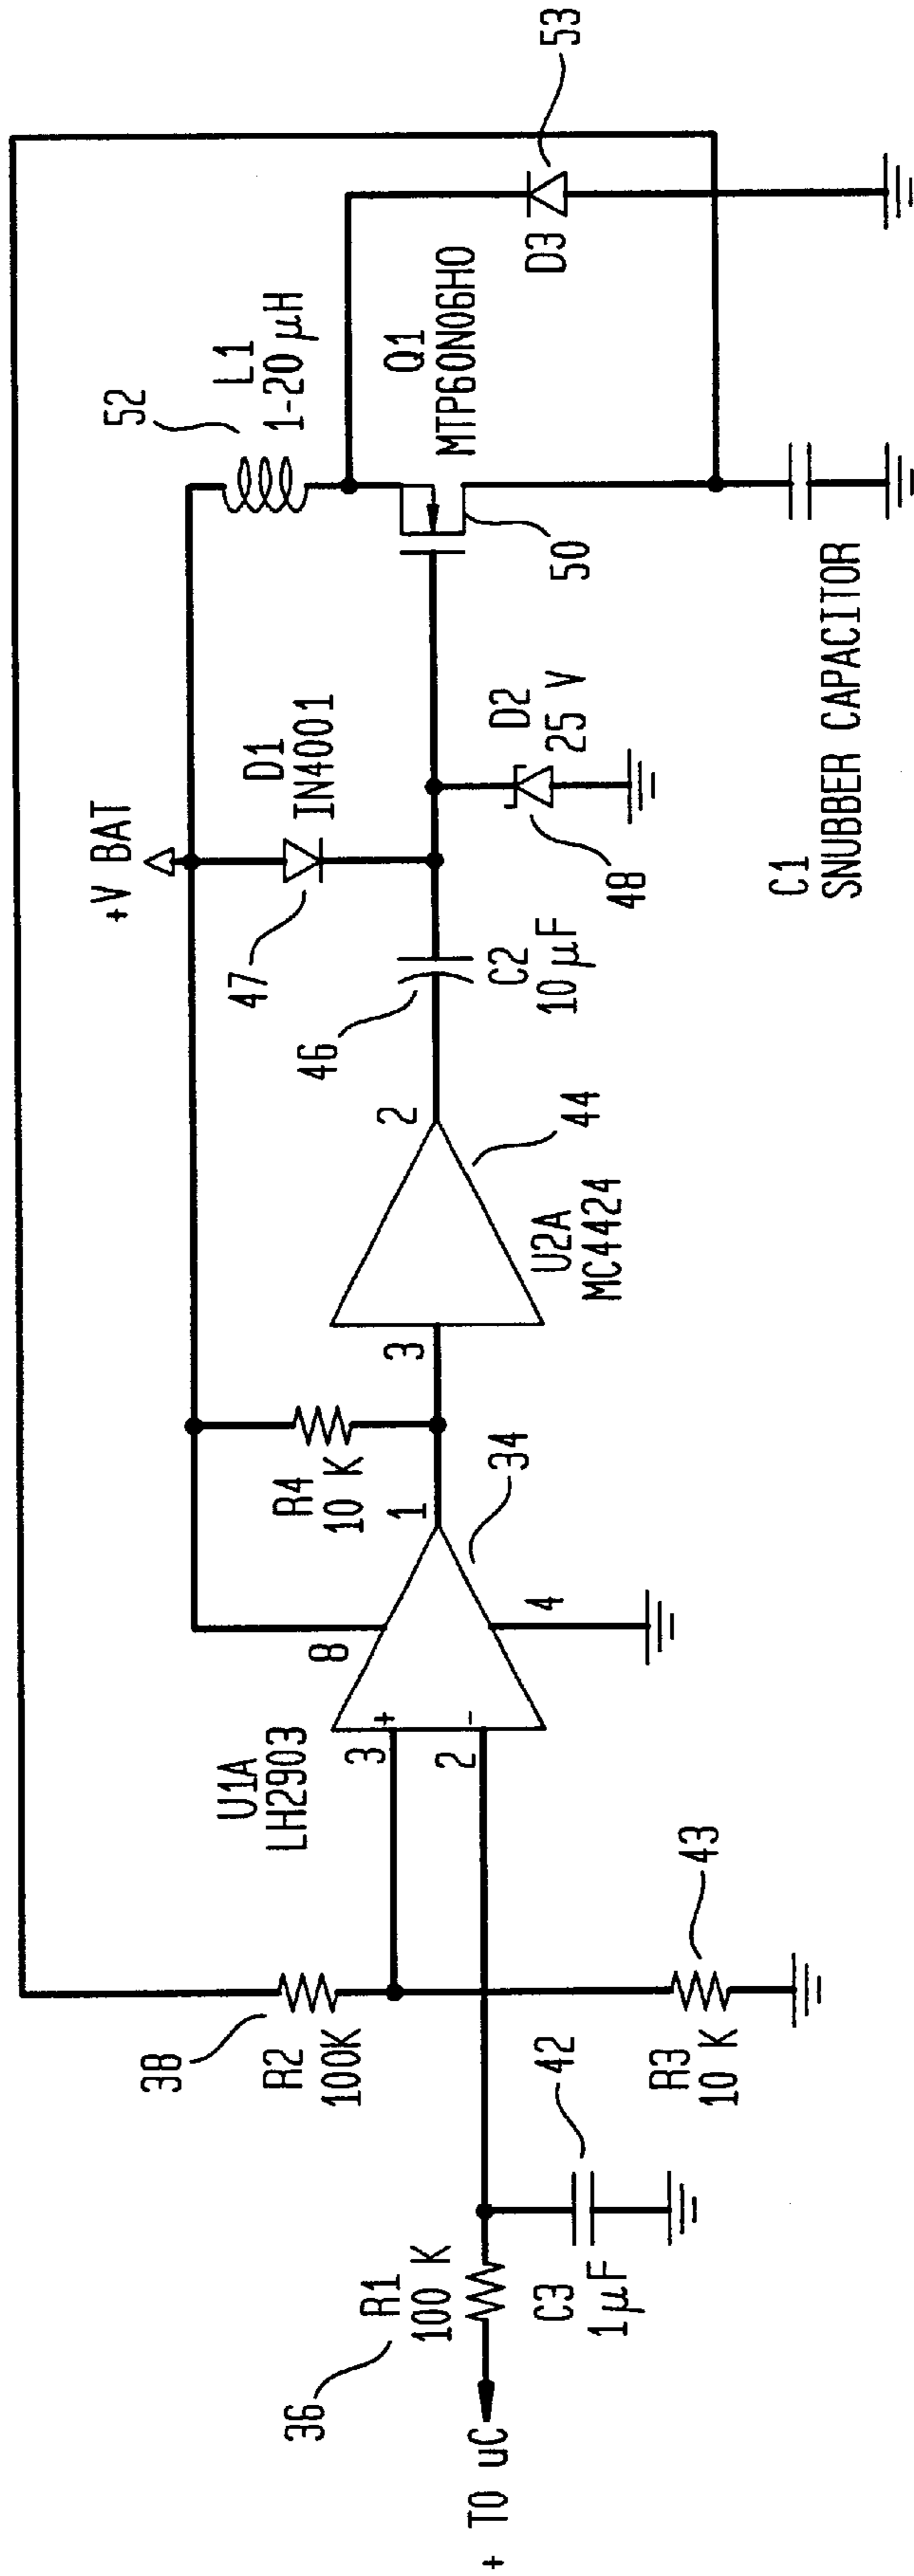 + TO uC
36
R1
100 K
C3
1 µF
42
38
R2
100K
R3
10 K
43
U1A
LH2903
3
+
2
-
8
4
1
34
R4
10 K
3
2
U2A
MC4424
44
46
C2
10 µF
47
+V BAT
D1
IN4001
48
D2
25 V
52
L1
1-20 µH
Q1
MTP60N06HO
50
C1
SNUBBER CAPACITOR
D3
53